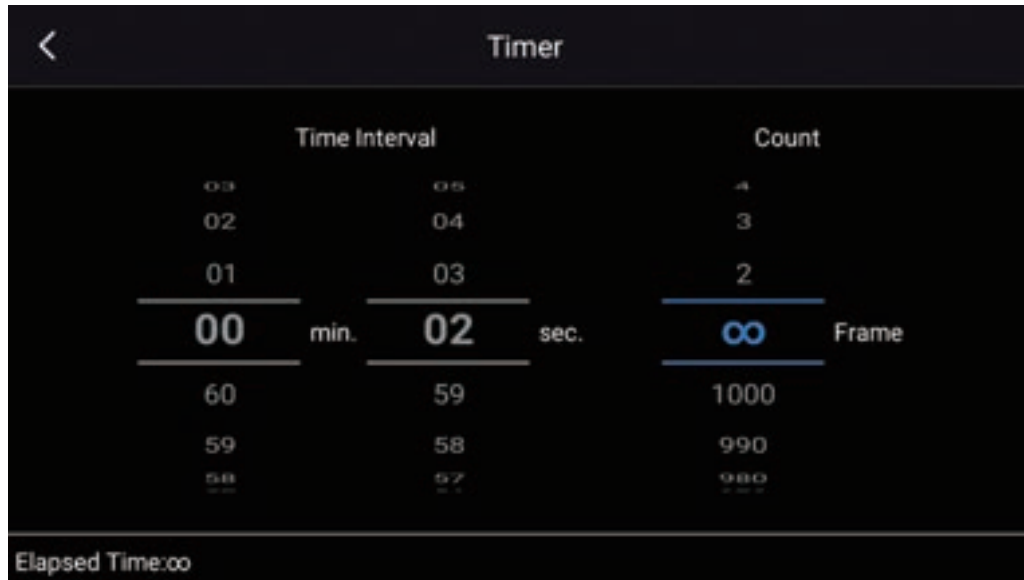 Timer
Time Interval Count
03 05 4
02 04 3
01 03 2
00 min. 02 sec. ∞ Frame
60 59 1000
59 58 990
58 57 980
Elapsed Time:∞